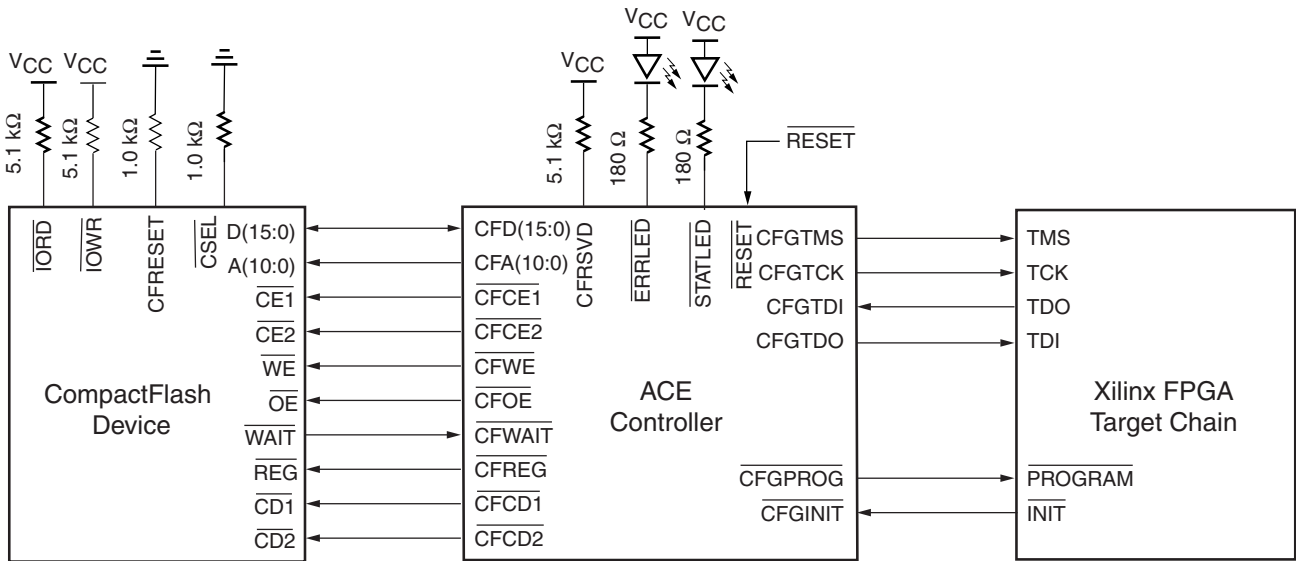 VCC VCC
VCC VCC
VCC
5.1 kΩ
5.1 kΩ
1.0 kΩ
1.0 kΩ
5.1 kΩ
180 Ω
180 Ω
RESET
IORD
IOWR
CFRESET
CSEL
D(15:0)
A(10:0)
CE1
CE2
WE
OE
WAIT
REG
CD1
CD2
CompactFlash
Device
CFD(15:0)
CFA(10:0)
CFCE1
CFCE2
CFWE
CFOE
CFWAIT
CFREG
CFCD1
CFCD2
CFRSVD
ERRLED
STATLED
RESET
ACE
Controller
CFGTMS
CFGTCK
CFGTDI
CFGTDO
CFGPROG
CFGINIT
TMS
TCK
TDO
TDI
Xilinx FPGA
Target Chain
PROGRAM
INIT